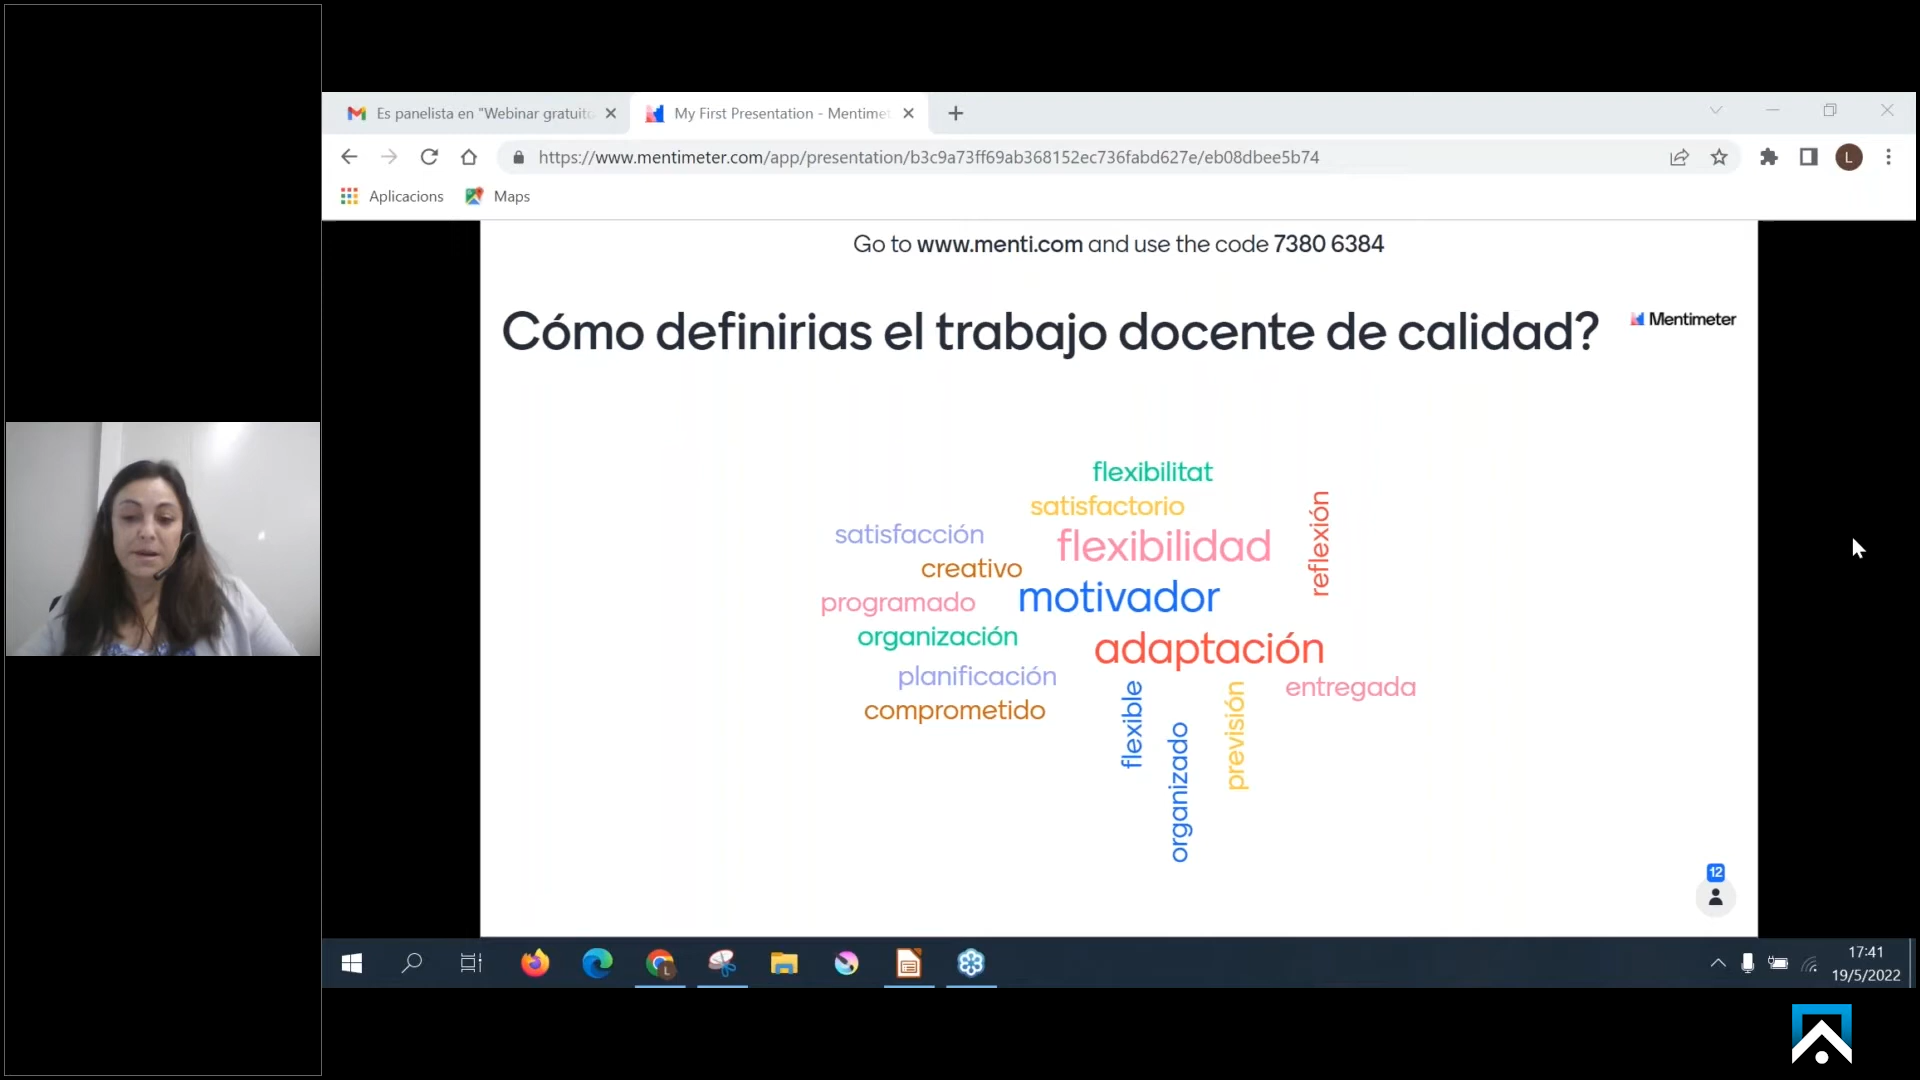 Es panelista en "Webinar gratuito
My First Presentation - Mentimet
https://www.mentimeter.com/app/presentation/b3c9a73ff69ab368152ec736fabd627e/eb08dbee5b74
L
Aplicacions
Maps
Go to www.menti.com and use the code 7380 6384
Cómo definirias el trabajo docente de calidad?
Mentimeter
flexibilitat
satisfactorio
reflexión
satisfacción
flexibilidad
creativo
programado
motivador
organización
adaptación
planificación
entregada
comprometido
flexible
organizado
previsión
12
L
17:41
19/5/2022